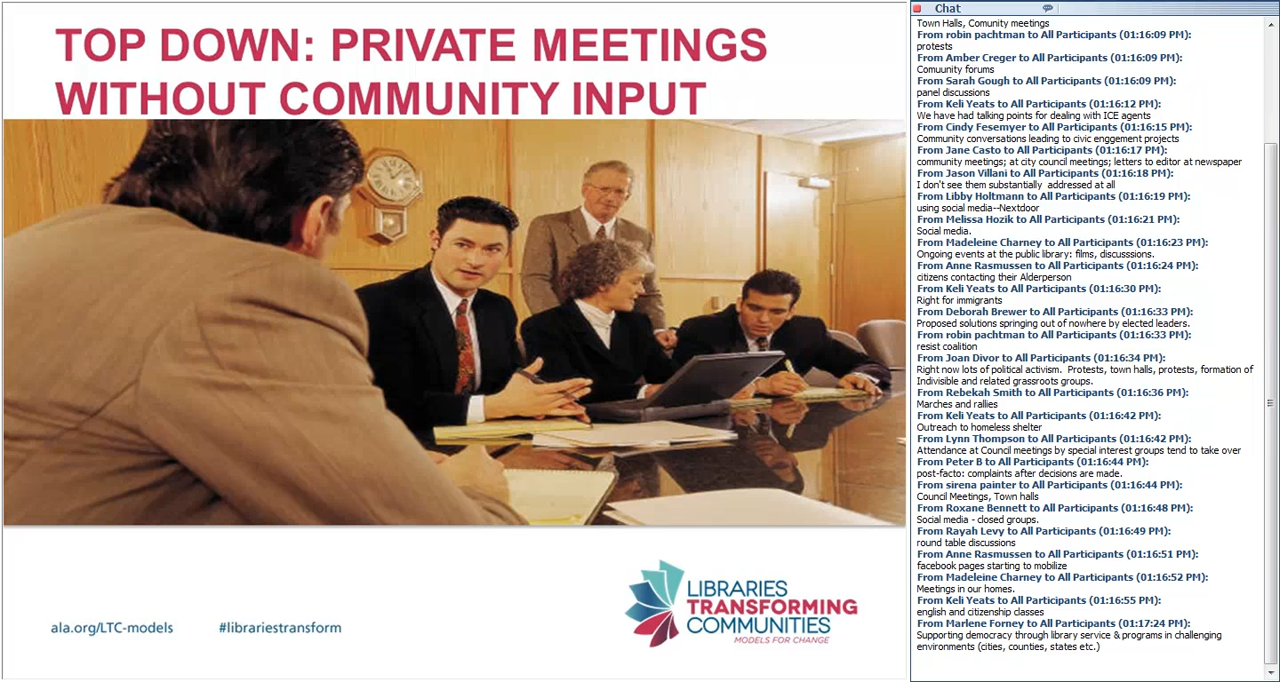 TOP DOWN: PRIVATE MEETINGS
WITHOUT COMMUNITY INPUT
ala.org/LTC-models
#librariestransform
LIBRARIES
TRANSFORMING
COMMUNITIES
MODELS FOR CHANGE
Chat
Town Halls, Comunity meetings
From robin pachtman to All Participants (01:16:09 PM):
protests
From Amber Creger to All Participants (01:16:09 PM):
Comuunity forums
From Sarah Gough to All Participants (01:16:09 PM):
panel discussions
From Keli Yeats to All Participants (01:16:12 PM):
We have had talking points for dealing with ICE agents
From Cindy Fesemyer to All Participants (01:16:15 PM):
Community conversations leading to civic enggement projects
From Jane Casto to All Participants (01:16:17 PM):
community meetings; at city council meetings; letters to editor at newspaper
From Jason Villani to All Participants (01:16:18 PM):
I don't see them substantially addressed at all
From Libby Holtmann to All Participants (01:16:19 PM):
using social media--Nextdoor
From Melissa Hozik to All Participants (01:16:21 PM):
Social media.
From Madeleine Charney to All Participants (01:16:23 PM):
Ongoing events at the public library: films, discusssions.
From Anne Rasmussen to All Participants (01:16:24 PM):
citizens contacting their Alderperson
From Keli Yeats to All Participants (01:16:30 PM):
Right for immigrants
From Deborah Brewer to All Participants (01:16:33 PM):
Proposed solutions springing out of nowhere by elected leaders.
From robin pachtman to All Participants (01:16:33 PM):
resist coalition
From Joan Divor to All Participants (01:16:34 PM):
Right now lots of political activism. Protests, town halls, protests, formation of
Indivisible and related grassroots groups.
From Rebekah Smith to All Participants (01:16:36 PM):
Marches and rallies
From Keli Yeats to All Participants (01:16:42 PM):
Outreach to homeless shelter
From Lynn Thompson to All Participants (01:16:42 PM):
Attendance at Council meetings by special interest groups tend to take over
From Peter B to All Participants (01:16:44 PM):
post-facto: complaints after decisions are made.
From sirena painter to All Participants (01:16:44 PM):
Council Meetings, Town halls
From Roxane Bennett to All Participants (01:16:48 PM):
Social media - closed groups.
From Rayah Levy to All Participants (01:16:49 PM):
round table discussions
From Anne Rasmussen to All Participants (01:16:51 PM):
facebook pages starting to mobilize
From Madeleine Charney to All Participants (01:16:52 PM):
Meetings in our homes.
From Keli Yeats to All Participants (01:16:55 PM):
english and citizenship classes
From Marlene Forney to All Participants (01:17:24 PM):
Supporting democracy through library service & programs in challenging
environments (cities, counties, states etc.)